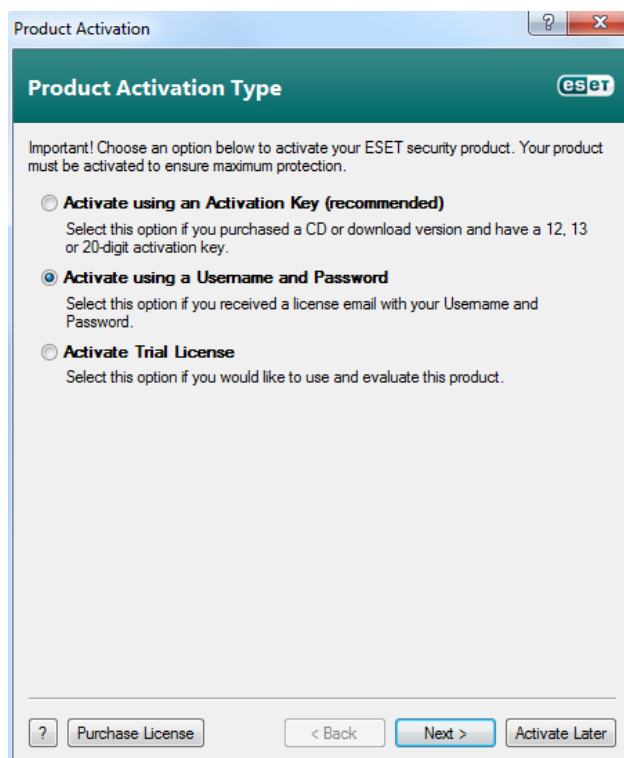 Product Activation
?
X
Product Activation Type
eseT
Important! Choose an option below to activate your ESET security product. Your product
must be activated to ensure maximum protection.
Activate using an Activation Key (recommended)
Select this option if you purchased a CD or download version and have a 12, 13
or 20-digit activation key.
Activate using a Username and Password
Select this option if you received a license email with your Username and
Password.
Activate Trial License
Select this option if you would like to use and evaluate this product.
? Purchase License < Back Next > Activate Later